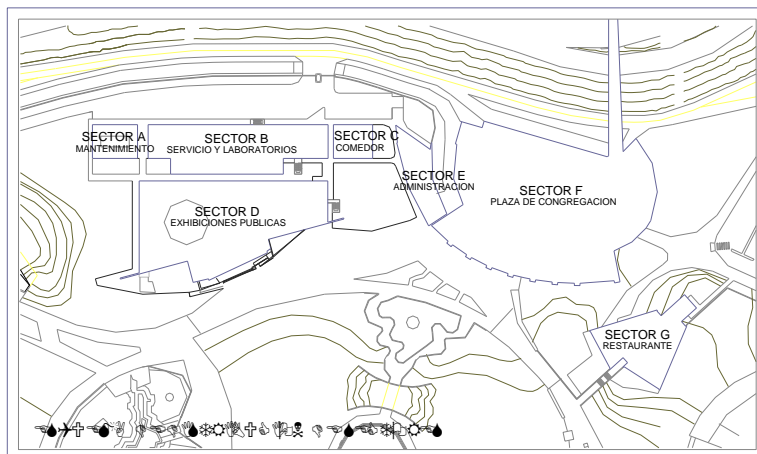 SECTOR A
MANTENIMIENTO
SECTOR B
SERVICIO Y LABORATORIOS
SECTOR C
COMEDOR
SECTOR E
ADMINISTRACION
SECTOR F
PLAZA DE CONGREGACION
SECTOR D
EXHIBICIONES PUBLICAS
SECTOR G
RESTAURANTE